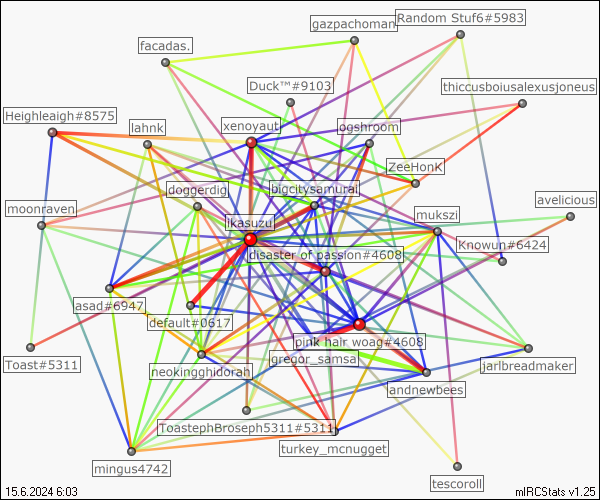 gazpachoman
Random Stuf6#5983
facadas.
Duck™#9103
thiccusboiusalexusjoneus
Heighleaigh#8575
lahnk
xenoyaut
ogshroom
ZeeHonk
doggerdig
bigcitysamurai
avelicious
moonraven
ikasuzu
mukszi
disaster of passion#4608
Knowun#6424
asad#6947
default#0617
pink hair woag#4608
gregor_samsa
Toast#5311
neokingghidorah
jarlbreadmaker
andnewbees
ToastephBroseph5311#5311
turkey_mcnugget
mingus4742
tescoroll
15.6.2024 6:03
mIRCStats v1.25